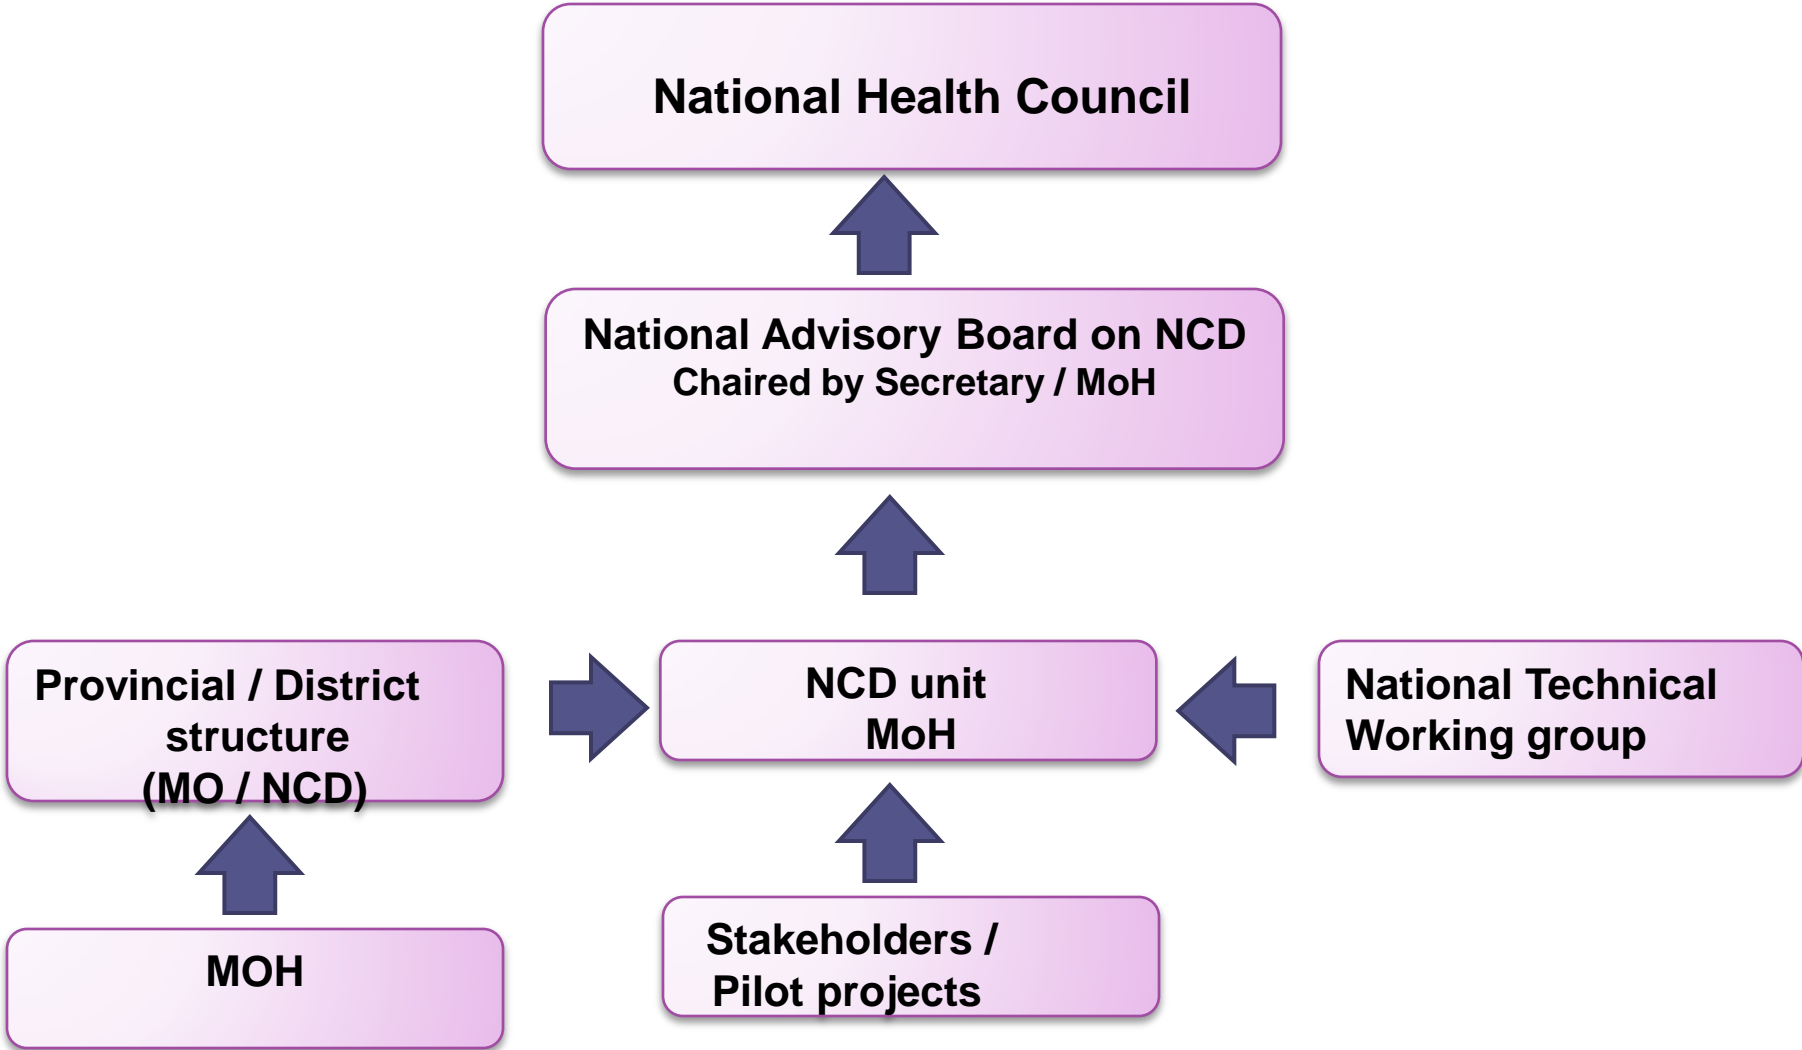 National Health Council
National Advisory Board on NCD
Chaired by Secretary / MoH
Provincial / District
structure
(MO / NCD)
NCD unit
MoH
National Technical
Working group
MOH
Stakeholders /
Pilot projects